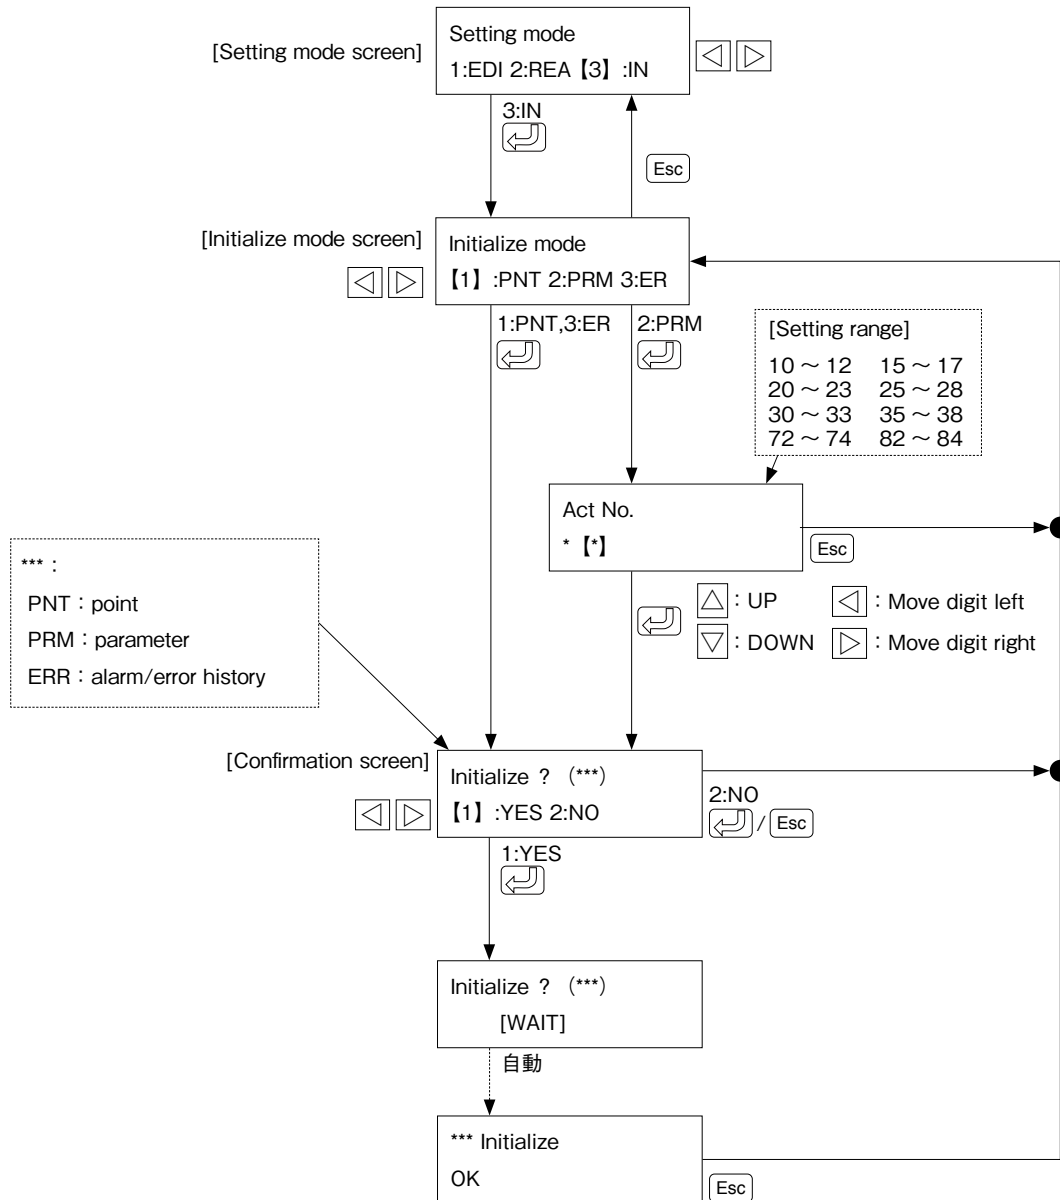 [Setting mode screen]
Setting mode
1:EDI 2:REA【3】:IN
3:IN
Esc
[Initialize mode screen]
Initialize mode
【1】:PNT 2:PRM 3:ER
1:PNT,3:ER
2:PRM
[Setting range]
10 ～ 12 15 ～ 17
20 ～ 23 25 ～ 28
30 ～ 33 35 ～ 38
72 ～ 74 82 ～ 84
Act No.
*【*】
Esc
*** :
PNT : point
PRM : parameter
ERR : alarm/error history
: UP : Move digit left
: DOWN : Move digit right
[Confirmation screen]
Initialize ? (***)
【1】:YES 2:NO
2:NO
/ Esc
1:YES
Initialize ? (***)
[WAIT]
自動
*** Initialize
OK
Esc